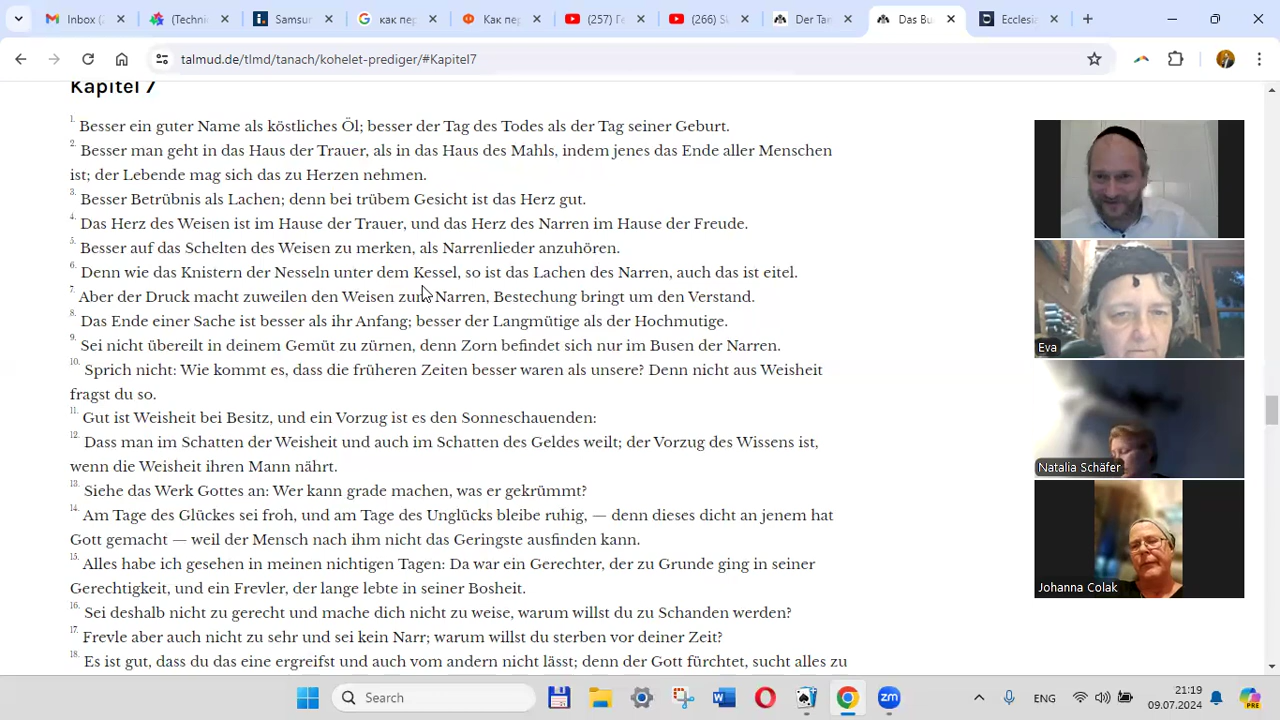 Inbox (2
(Technic
Samsun
как пер
Как пер
(257) Г
(266) S
Der Tan
Das Bu
Ecclesia
talmud.de/tlmd/tanach/kohelet-prediger/#Kapitel7
Kapitel 7
1. Besser ein guter Name als köstliches Öl; besser der Tag des Todes als der Tag seiner Geburt.
2. Besser man geht in das Haus der Trauer, als in das Haus des Mahls, indem jenes das Ende aller Menschen
ist; der Lebende mag sich das zu Herzen nehmen.
3. Besser Betrübnis als Lachen; denn bei trübem Gesicht ist das Herz gut.
4. Das Herz des Weisen ist im Hause der Trauer, und das Herz des Narren im Hause der Freude.
5. Besser auf das Schelten des Weisen zu merken, als Narrenlieder anzuhören.
6. Denn wie das Knistern der Nesseln unter dem Kessel, so ist das Lachen des Narren, auch das ist eitel.
7. Aber der Druck macht zuweilen den Weisen zum Narren, Bestechung bringt um den Verstand.
8. Das Ende einer Sache ist besser als ihr Anfang; besser der Langmütige als der Hochmutige.
9. Sei nicht übereilt in deinem Gemüt zu zürnen, denn Zorn befindet sich nur im Busen der Narren.
10. Sprich nicht: Wie kommt es, dass die früheren Zeiten besser waren als unsere? Denn nicht aus Weisheit
fragst du so.
11. Gut ist Weisheit bei Besitz, und ein Vorzug ist es den Sonneschauenden:
12. Dass man im Schatten der Weisheit und auch im Schatten des Geldes weilt; der Vorzug des Wissens ist,
wenn die Weisheit ihren Mann nährt.
13. Siehe das Werk Gottes an: Wer kann grade machen, was er gekrümmt?
14. Am Tage des Glückes sei froh, und am Tage des Unglücks bleibe ruhig, — denn dieses dicht an jenem hat
Gott gemacht — weil der Mensch nach ihm nicht das Geringste ausfinden kann.
15. Alles habe ich gesehen in meinen nichtigen Tagen: Da war ein Gerechter, der zu Grunde ging in seiner
Gerechtigkeit, und ein Frevler, der lange lebte in seiner Bosheit.
16. Sei deshalb nicht zu gerecht und mache dich nicht zu weise, warum willst du zu Schanden werden?
17. Frevle aber auch nicht zu sehr und sei kein Narr; warum willst du sterben vor deiner Zeit?
18. Es ist gut, dass du das eine ergreifst und auch vom andern nicht lässt; denn der Gott fürchtet, sucht alles zu
Eva
Natalia Schäfer
Johanna Colak
Search
ENG
21:19
09.07.2024